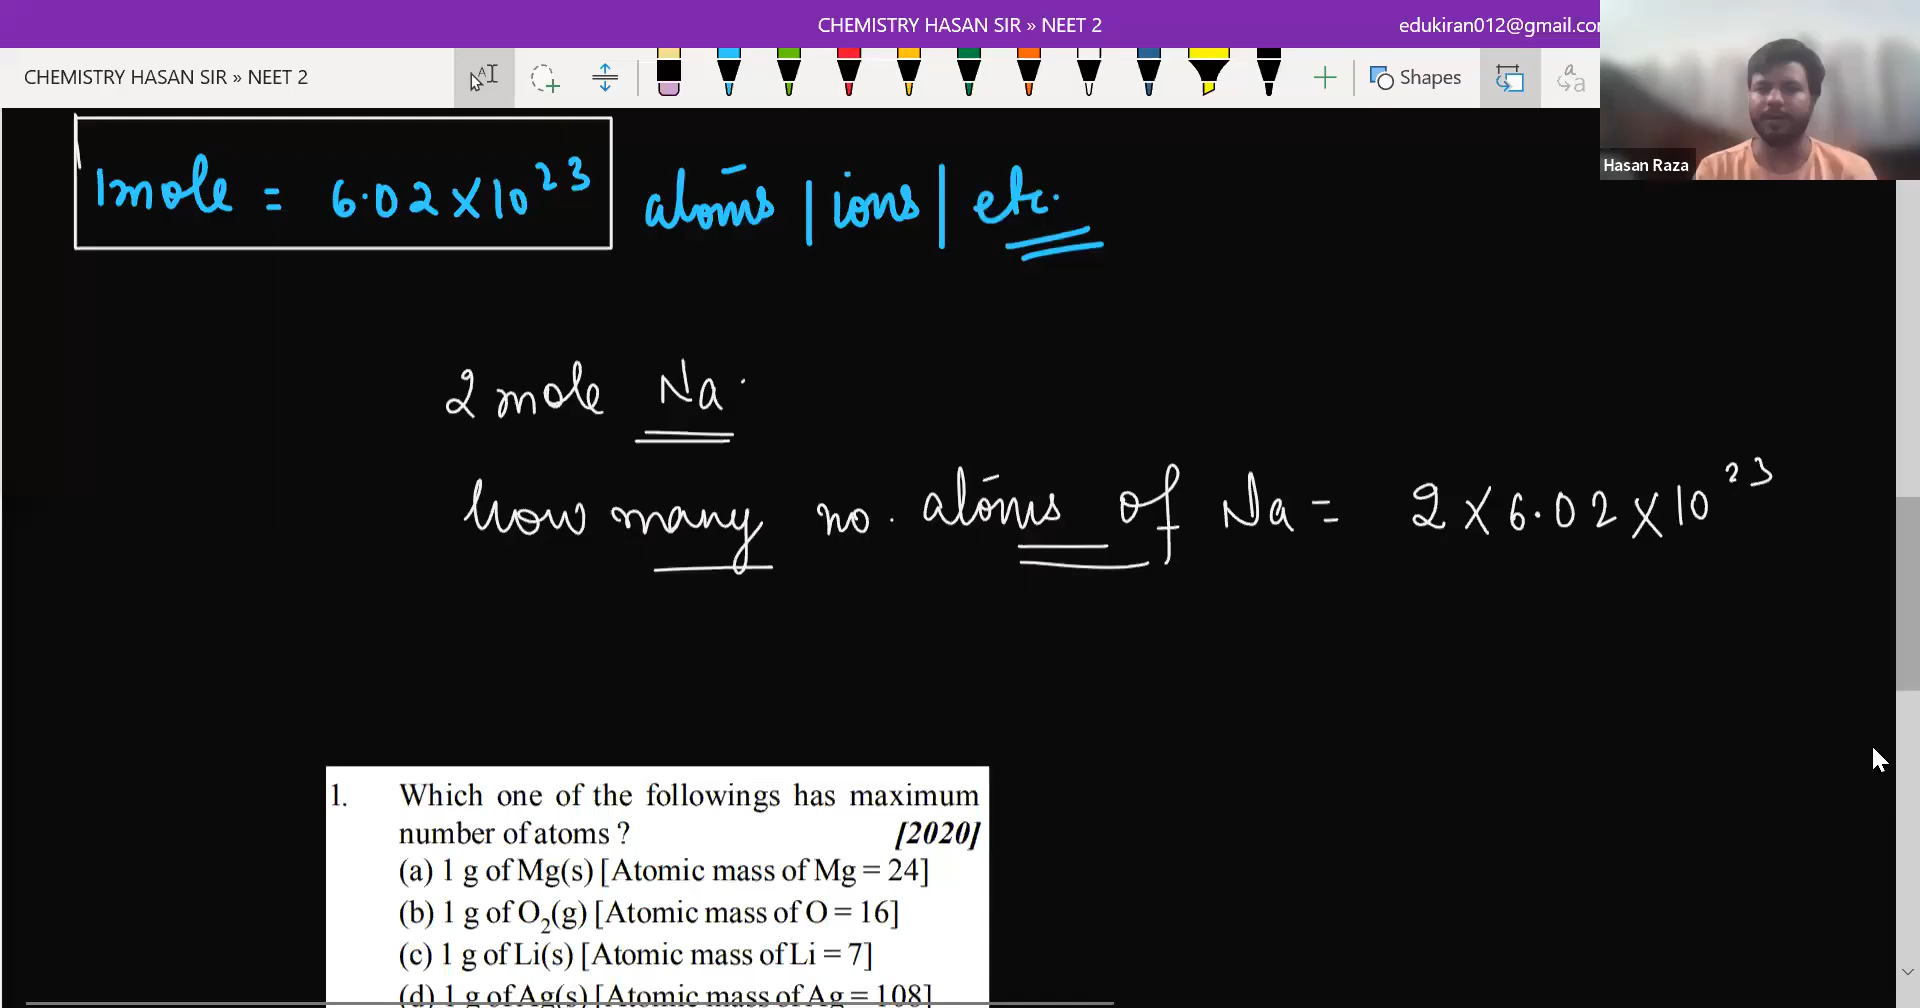 CHEMISTRY HASAN SIR » NEET 2
edukiran012@gmail.co
CHEMISTRY HASAN SIR » NEET 2
Shapes
Hasan Raza
1 mole = 6.02 × 10²³ atoms | ions | etc.
2 mole Na
how many no. atoms of Na = 2 × 6.02 × 10²³
1. Which one of the followings has maximum
number of atoms ? [2020]
(a) 1 g of Mg(s) [Atomic mass of Mg = 24]
(b) 1 g of O₂(g) [Atomic mass of O = 16]
(c) 1 g of Li(s) [Atomic mass of Li = 7]
(d) 1 g of Ag(s) [Atomic mass of Ag = 108]